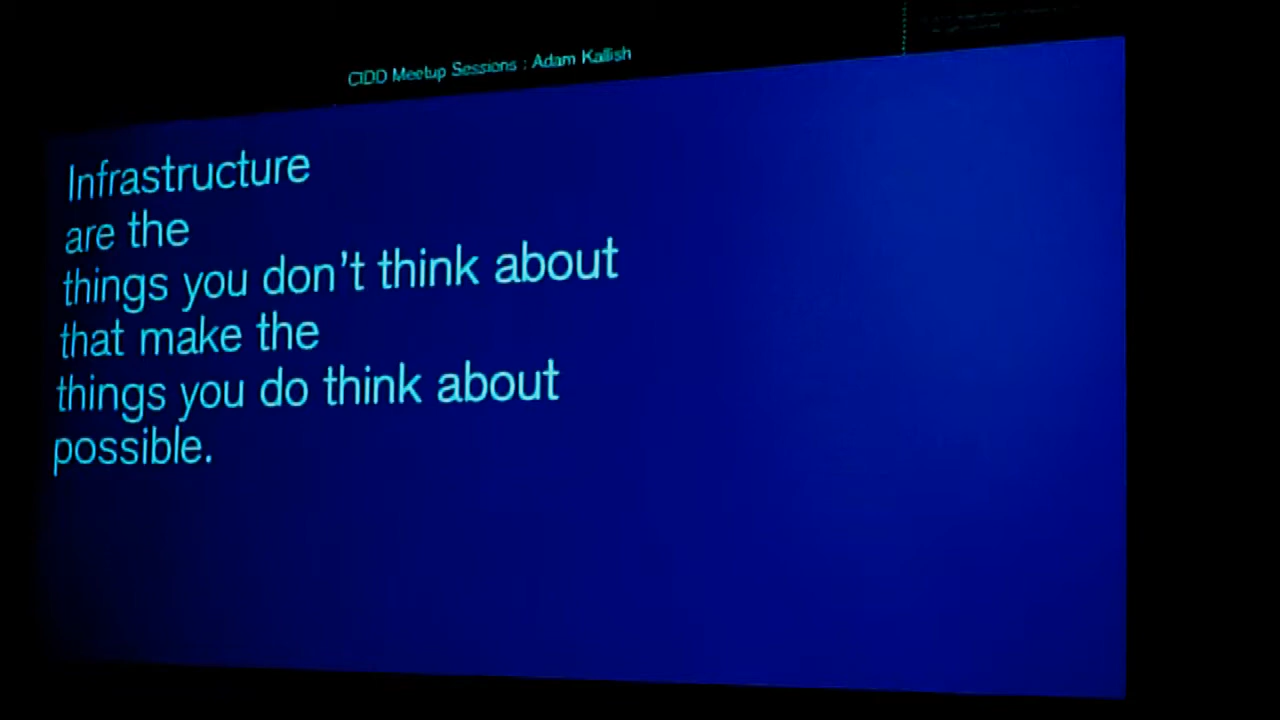 CIDD Meetup Sessions : Adam Kallish
Infrastructure
are the
things you don't think about
that make the
things you do think about
possible.